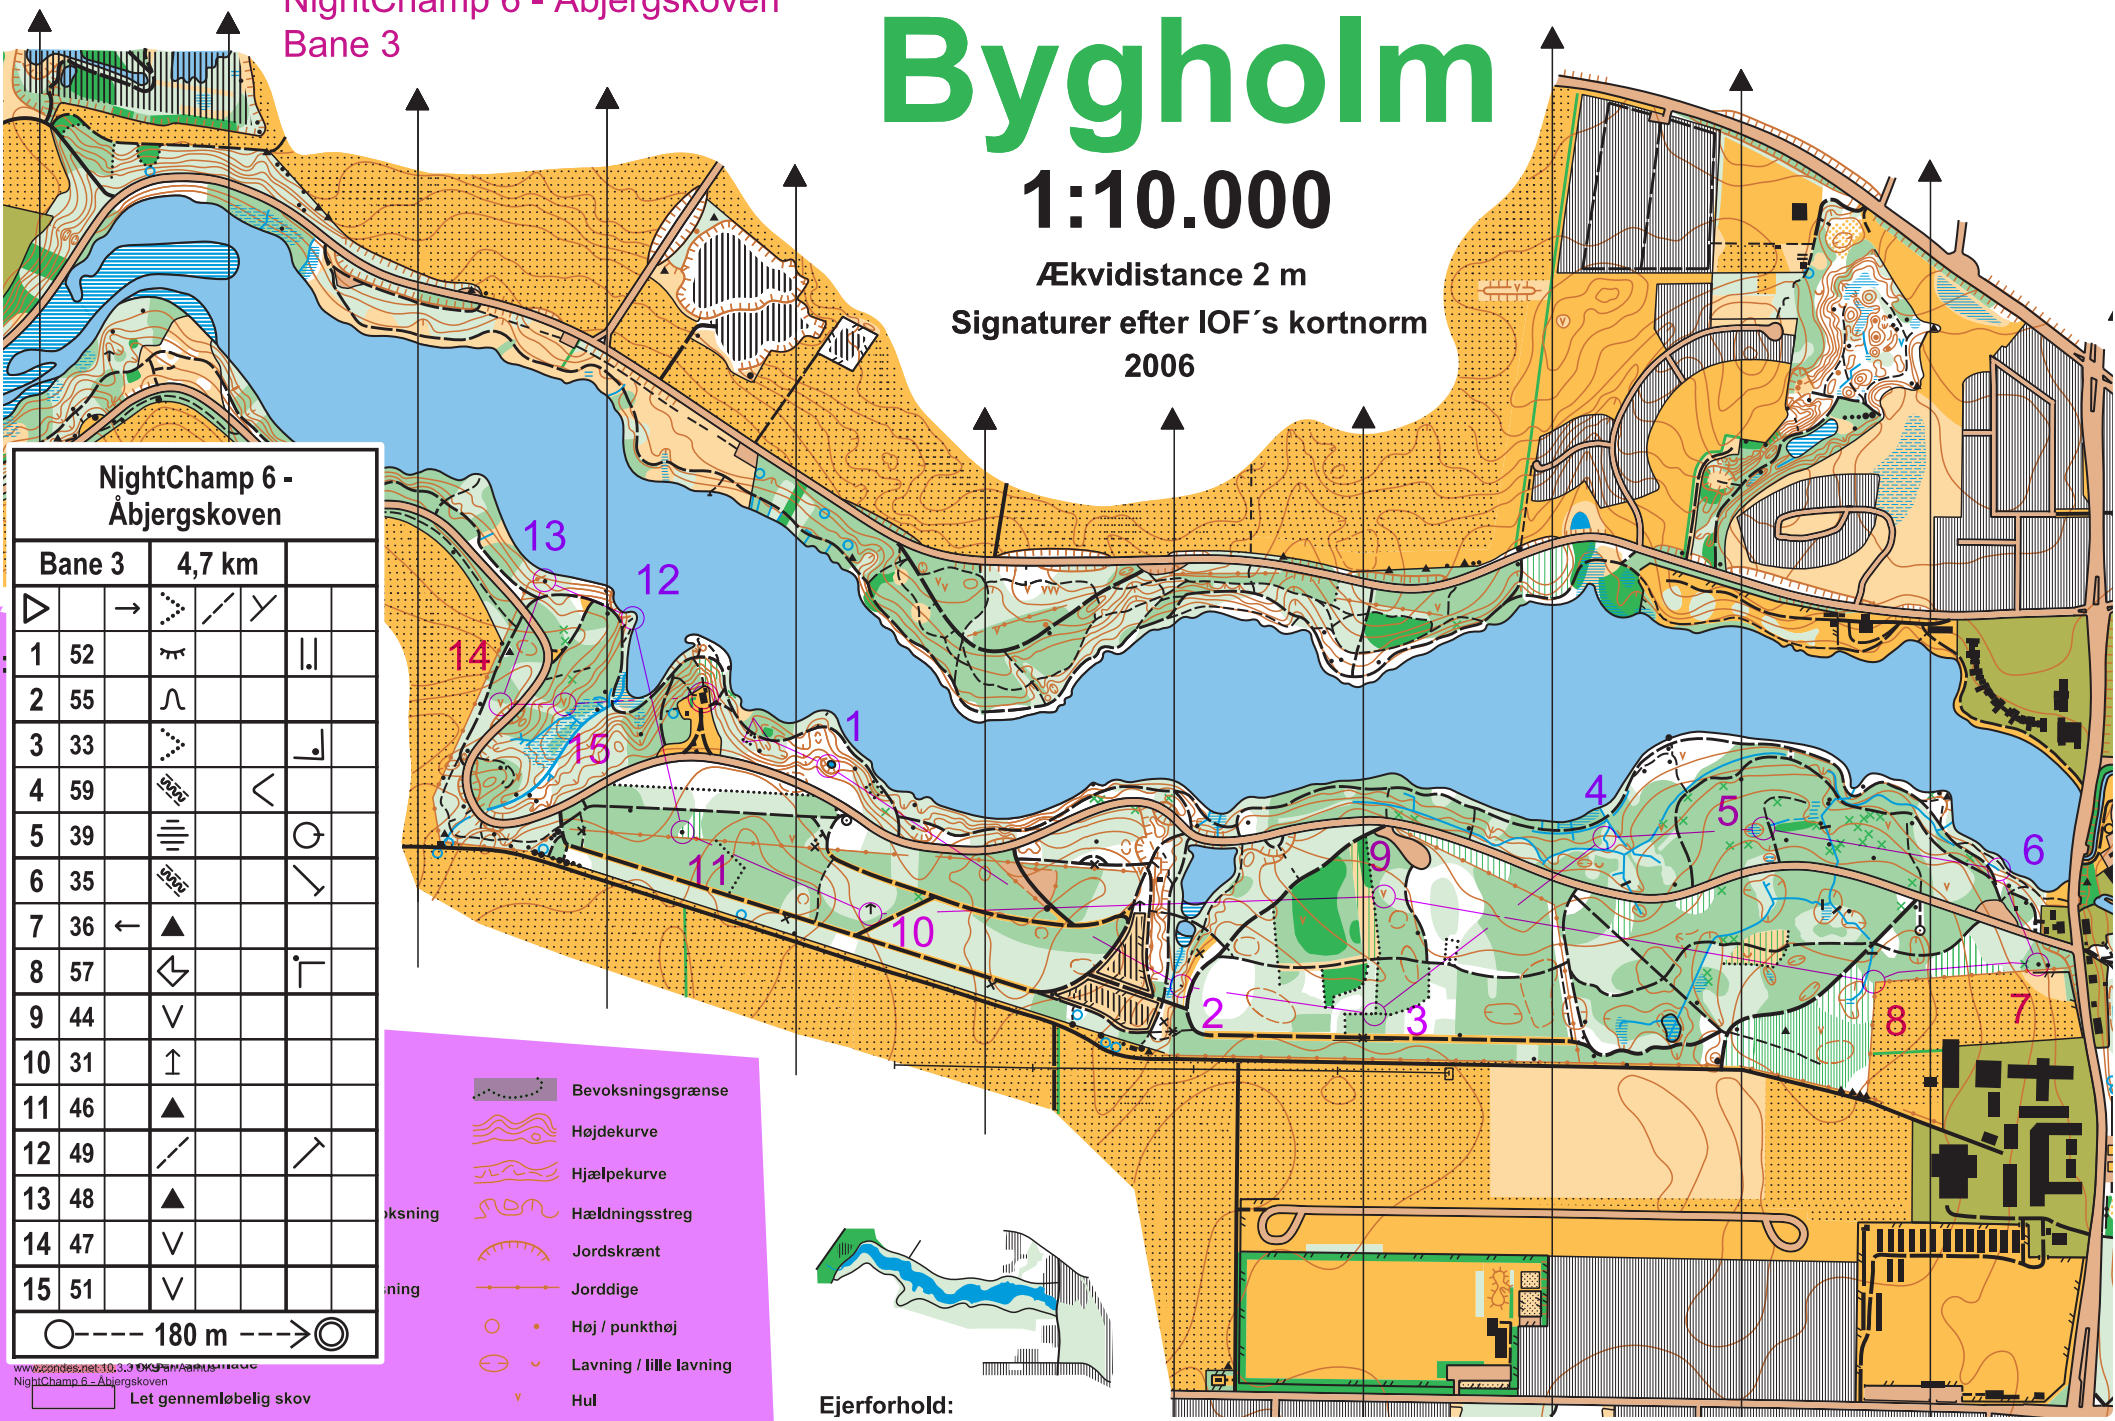 NightChamp 6 - Åbjergskoven
Bane 3
Bygholm
1:10.000
Ækvidistance 2 m
Signaturer efter IOF´s kortnorm
2006
NightChamp 6 -
Åbjergskoven
Bane 3 4,7 km
1 52
2 55
3 33
4 59
5 39
6 35
7 36
8 57
9 44
10 31
11 46
12 49
13 48
14 47
15 51
180 m
13
12
14
15
1
11
10
2
3
9
4
5
6
7
8
Bevoksningsgrænse
Højdekurve
Hjælpekurve
Hældningsstreg
Jordskrænt
Jorddige
Høj / punkthøj
Lavning / lille lavning
Hul
Let gennemløbelig skov
NightChamp 6 - Åbjergskoven
Ejerforhold: